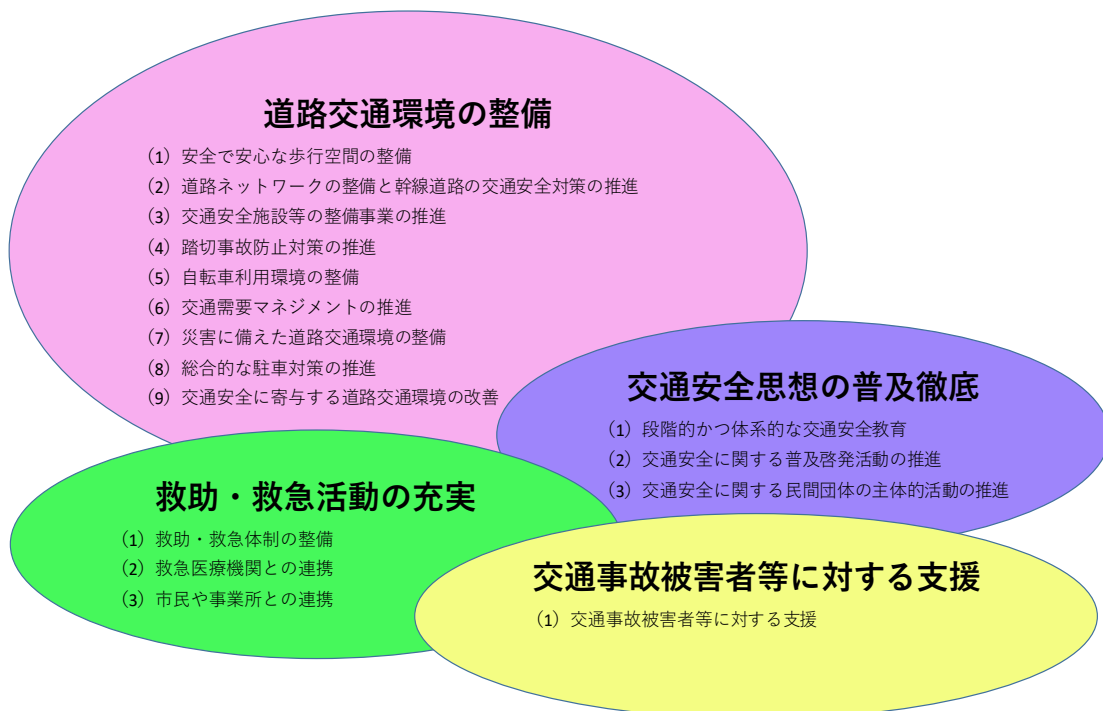 道路交通環境の整備
（1）安全で安心な歩行空間の整備
（2）道路ネットワークの整備と幹線道路の交通安全対策の推進
（3）交通安全施設等の整備事業の推進
（4）踏切事故防止対策の推進
（5）自転車利用環境の整備
（6）交通需要マネジメントの推進
（7）災害に備えた道路交通環境の整備
（8）総合的な駐車対策の推進
（9）交通安全に寄与する道路交通環境の改善
交通安全思想の普及徹底
（1）段階的かつ体系的な交通安全教育
（2）交通安全に関する普及啓発活動の推進
（3）交通安全に関する民間団体の主体的活動の推進
救助・救急活動の充実
（1）救助・救急体制の整備
（2）救急医療機関との連携
（3）市民や事業所との連携
交通事故被害者等に対する支援
（1）交通事故被害者等に対する支援